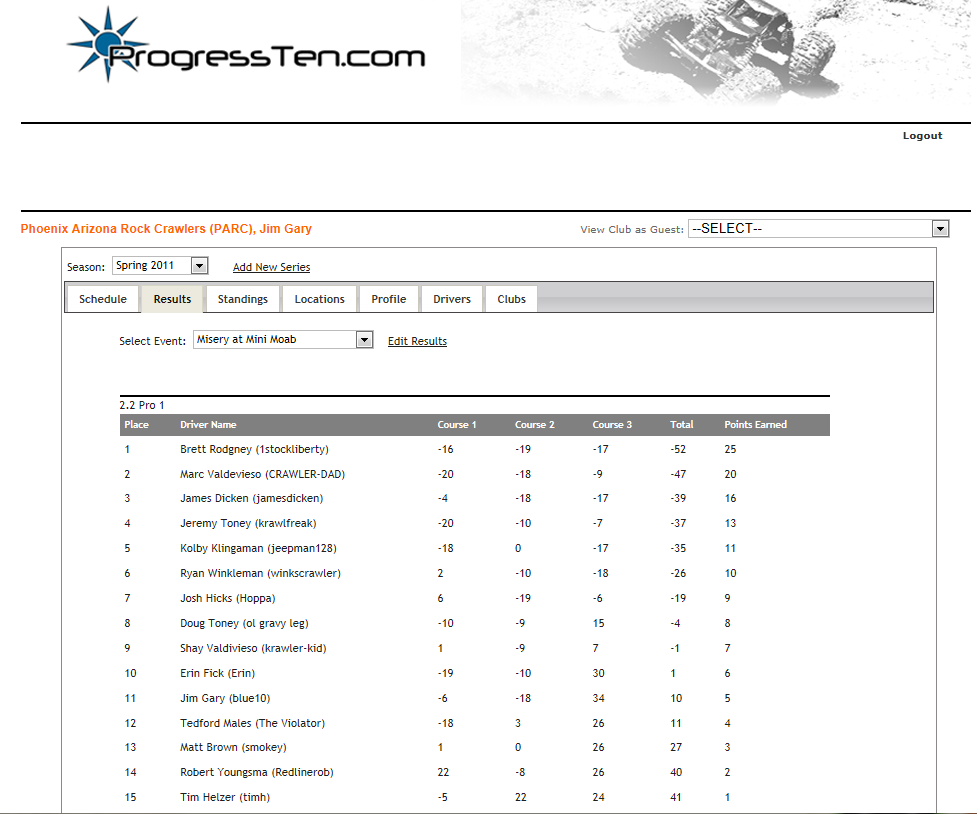 ProgressTen.com
Logout
Phoenix Arizona Rock Crawlers (PARC), Jim Gary View Club as Guest: --SELECT--
Season: Spring 2011 Add New Series
Schedule Results Standings Locations Profile Drivers Clubs
Select Event: Misery at Mini Moab Edit Results
2.2 Pro 1
Place Driver Name Course 1 Course 2 Course 3 Total Points Earned
1 Brett Rodgney (1stockliberty) -16 -19 -17 -52 25
2 Marc Valdevieso (CRAWLER-DAD) -20 -18 -9 -47 20
3 James Dicken (jamesdicken) -4 -18 -17 -39 16
4 Jeremy Toney (krawlfreak) -20 -10 -7 -37 13
5 Kolby Klingaman (jeepman128) -18 0 -17 -35 11
6 Ryan Winkleman (winkscrawler) 2 -10 -18 -26 10
7 Josh Hicks (Hoppa) 6 -19 -6 -19 9
8 Doug Toney (ol gravy leg) -10 -9 15 -4 8
9 Shay Valdivieso (krawler-kid) 1 -9 7 -1 7
10 Erin Fick (Erin) -19 -10 30 1 6
11 Jim Gary (blue10) -6 -18 34 10 5
12 Tedford Males (The Violator) -18 3 26 11 4
13 Matt Brown (smokey) 1 0 26 27 3
14 Robert Youngsma (Redlinerob) 22 -8 26 40 2
15 Tim Helzer (timh) -5 22 24 41 1